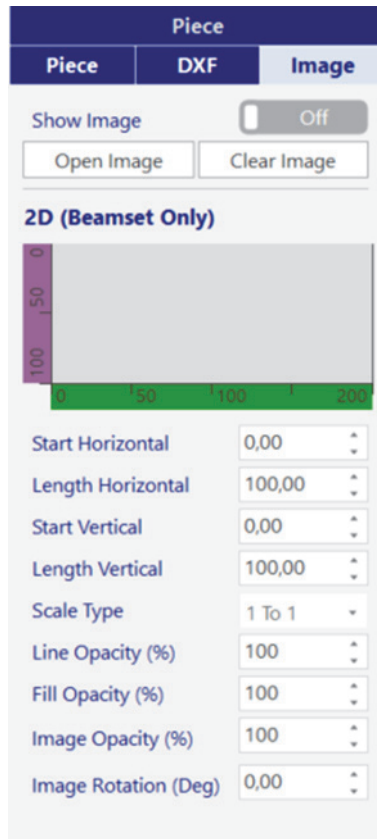 Piece
Piece DXF Image
Show Image Off
Open Image Clear Image
2D (Beamset Only)
0
50
100
0 50 100 200
Start Horizontal 0,00
Length Horizontal 100,00
Start Vertical 0,00
Length Vertical 100,00
Scale Type 1 To 1
Line Opacity (%) 100
Fill Opacity (%) 100
Image Opacity (%) 100
Image Rotation (Deg) 0,00